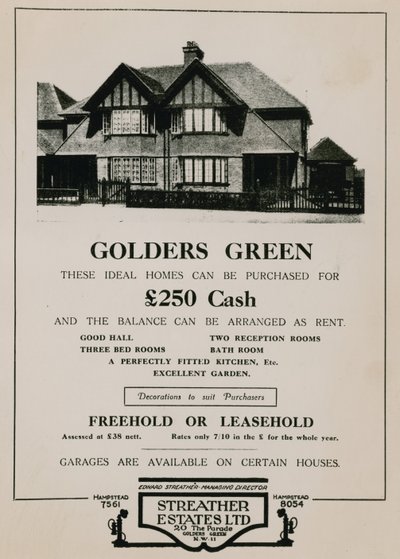 GOLDERS GREEN
THESE IDEAL HOMES CAN BE PURCHASED FOR
£250 Cash
AND THE BALANCE CAN BE ARRANGED AS RENT.
GOOD HALL TWO RECEPTION ROOMS
THREE BED ROOMS BATH ROOM
A PERFECTLY FITTED KITCHEN, Etc.
EXCELLENT GARDEN.
Decorations to suit Purchasers
FREEHOLD OR LEASEHOLD
Assessed at £38 nett. Rates only 7/10 in the £ for the whole year.
GARAGES ARE AVAILABLE ON CERTAIN HOUSES.
EDWARD STREATHER · MANAGING DIRECTOR
HAMPSTEAD
7561
STREATHER
ESTATES LTD
20 The Parade
GOLDERS GREEN
N.W.11
HAMPSTEAD
8054